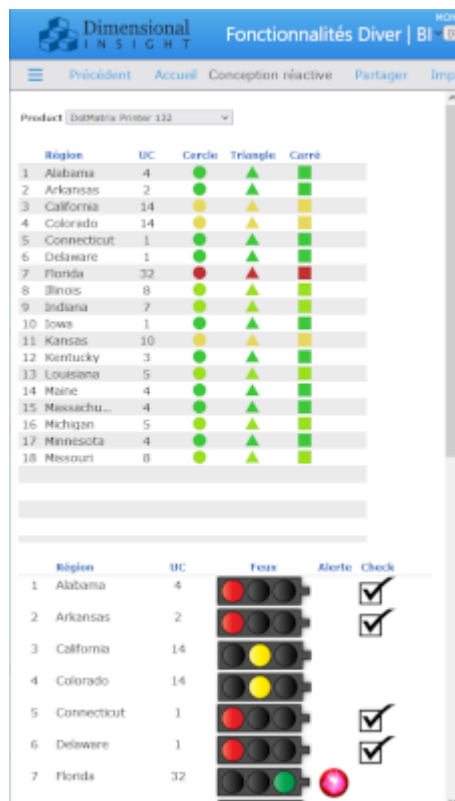 Dimensional
INSIGHT
Fonctionnalités Diver | BI
Précédent Accueil Conception réactive Partager Imp
Product DotMatrix Printer 132
Région UC Cercle Triangle Carré
1 Alabama 4
2 Arkansas 2
3 California 14
4 Colorado 14
5 Connecticut 1
6 Delaware 1
7 Florida 32
8 Illinois 8
9 Indiana 7
10 Iowa 1
11 Kansas 10
12 Kentucky 3
13 Louisiana 5
14 Maine 4
15 Massachu... 4
16 Michigan 5
17 Minnesota 4
18 Missouri 8
Région UC Feux Alerte Check
1 Alabama 4
2 Arkansas 2
3 California 14
4 Colorado 14
5 Connecticut 1
6 Delaware 1
7 Florida 32